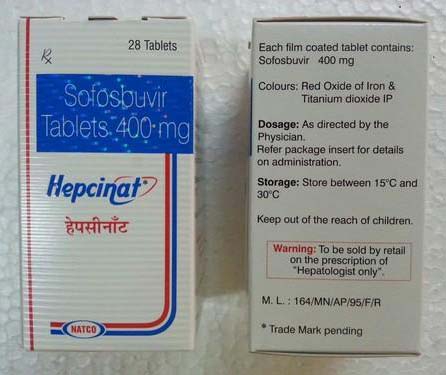 Rx
28 Tablets
Sofosbuvir
Tablets 400 mg
Hepcinat*
हेपसीनॉट
NATCO
Each film coated tablet contains:
Sofosbuvir 400 mg
Colours: Red Oxide of Iron &
Titanium dioxide IP
Dosage: As directed by the
Physician.
Refer package insert for details
on administration.
Storage: Store between 15°C and
30°C
Keep out of the reach of children.
Warning: To be sold by retail
on the prescription of
"Hepatologist only".
M. L. : 164/MN/AP/95/F/R
* Trade Mark pending